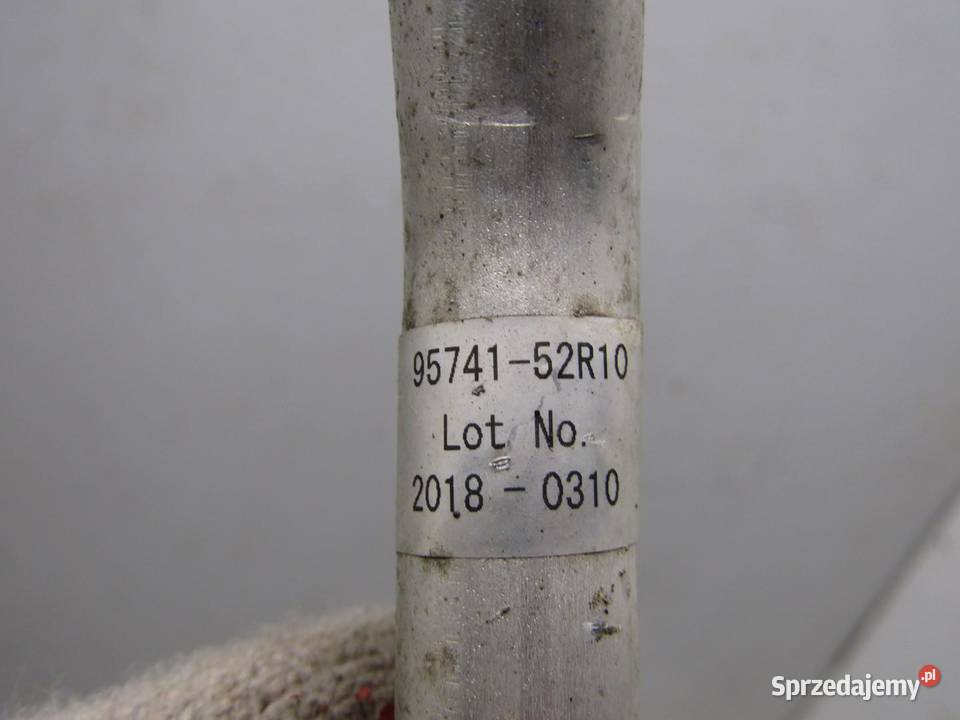 95741-52R10
Lot No.
2018 - 0310
Sprzedajemy.pl